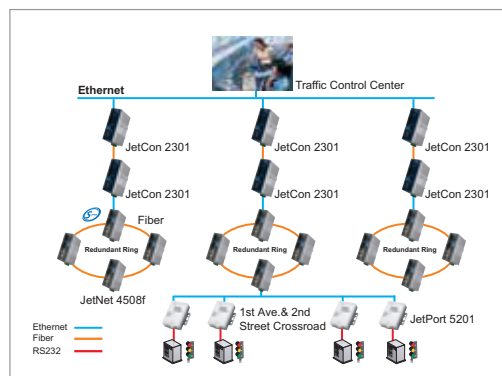 Traffic Control Center
Ethernet
JetCon 2301
JetCon 2301
JetCon 2301
JetCon 2301
JetCon 2301
JetCon 2301
Fiber
Redundant Ring
Redundant Ring
Redundant Ring
JetNet 4508f
1st Ave.& 2nd
Street Crossroad
JetPort 5201
Ethernet
Fiber
RS232